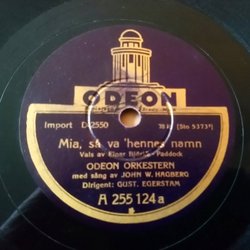 ODEON
Import D 2550
Mia, så va' hennes namn
Vals av Einar Björk - Paddock
ODEON ORKESTERN
med sång av JOHN W. HAGBERG
Dirigent: GUST. EGERSTAM
A 255 124 a